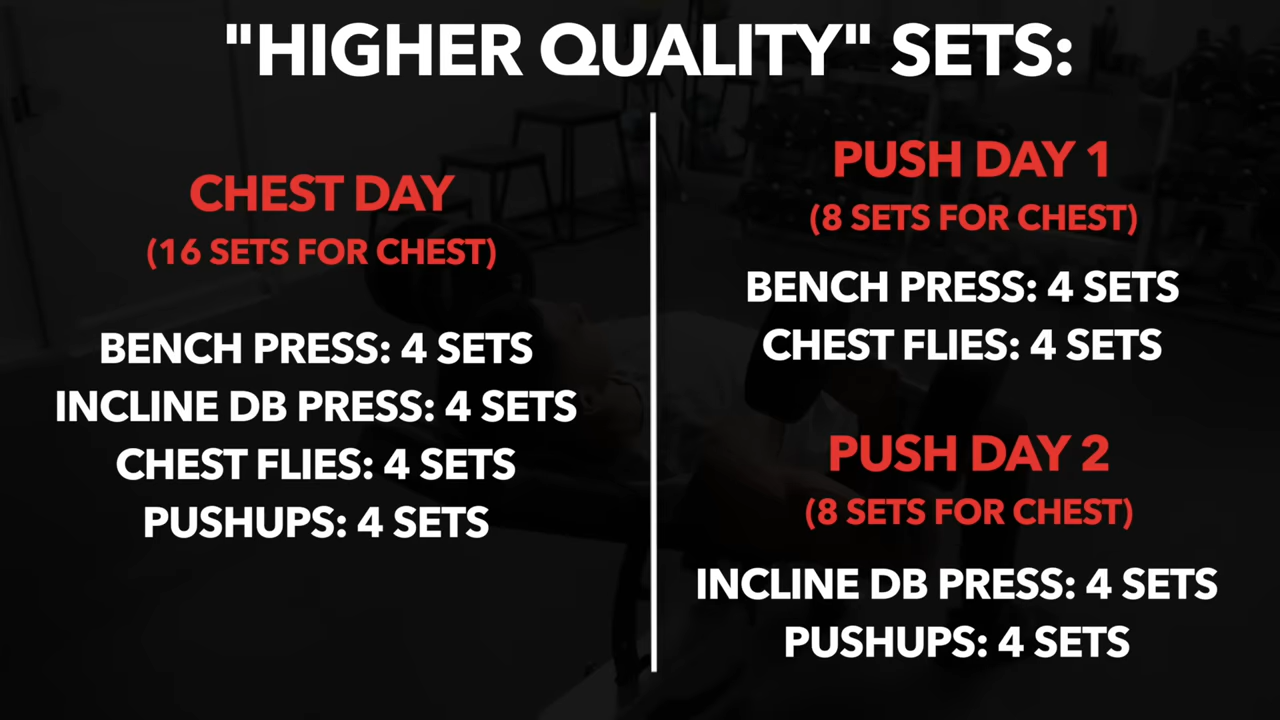 "HIGHER QUALITY" SETS:
CHEST DAY
(16 SETS FOR CHEST)
BENCH PRESS: 4 SETS
INCLINE DB PRESS: 4 SETS
CHEST FLIES: 4 SETS
PUSHUPS: 4 SETS
PUSH DAY 1
(8 SETS FOR CHEST)
BENCH PRESS: 4 SETS
CHEST FLIES: 4 SETS
PUSH DAY 2
(8 SETS FOR CHEST)
INCLINE DB PRESS: 4 SETS
PUSHUPS: 4 SETS